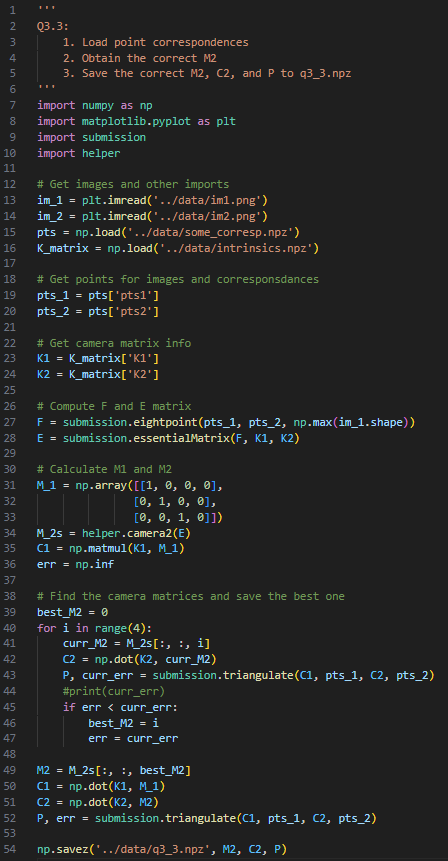 1 '''
2 Q3.3:
3     1. Load point correspondences
4     2. Obtain the correct M2
5     3. Save the correct M2, C2, and P to q3_3.npz
6 '''
7 import numpy as np
8 import matplotlib.pyplot as plt
9 import submission
10 import helper
11
12 # Get images and other imports
13 im_1 = plt.imread('../data/im1.png')
14 im_2 = plt.imread('../data/im2.png')
15 pts = np.load('../data/some_corresp.npz')
16 K_matrix = np.load('../data/intrinsics.npz')
17
18 # Get points for images and corresponsdances
19 pts_1 = pts['pts1']
20 pts_2 = pts['pts2']
21
22 # Get camera matrix info
23 K1 = K_matrix['K1']
24 K2 = K_matrix['K2']
25
26 # Compute F and E matrix
27 F = submission.eightpoint(pts_1, pts_2, np.max(im_1.shape))
28 E = submission.essentialMatrix(F, K1, K2)
29
30 # Calculate M1 and M2
31 M_1 = np.array([[1, 0, 0, 0],
32                [0, 1, 0, 0],
33                [0, 0, 1, 0]])
34 M_2s = helper.camera2(E)
35 C1 = np.matmul(K1, M_1)
36 err = np.inf
37
38 # Find the camera matrices and save the best one
39 best_M2 = 0
40 for i in range(4):
41     curr_M2 = M_2s[:, :, i]
42     C2 = np.dot(K2, curr_M2)
43     P, curr_err = submission.triangulate(C1, pts_1, C2, pts_2)
44     #print(curr_err)
45     if err < curr_err:
46         best_M2 = i
47         err = curr_err
48
49 M2 = M_2s[:, :, best_M2]
50 C1 = np.dot(K1, M_1)
51 C2 = np.dot(K2, M2)
52 P, err = submission.triangulate(C1, pts_1, C2, pts_2)
53
54 np.savez('../data/q3_3.npz', M2, C2, P)